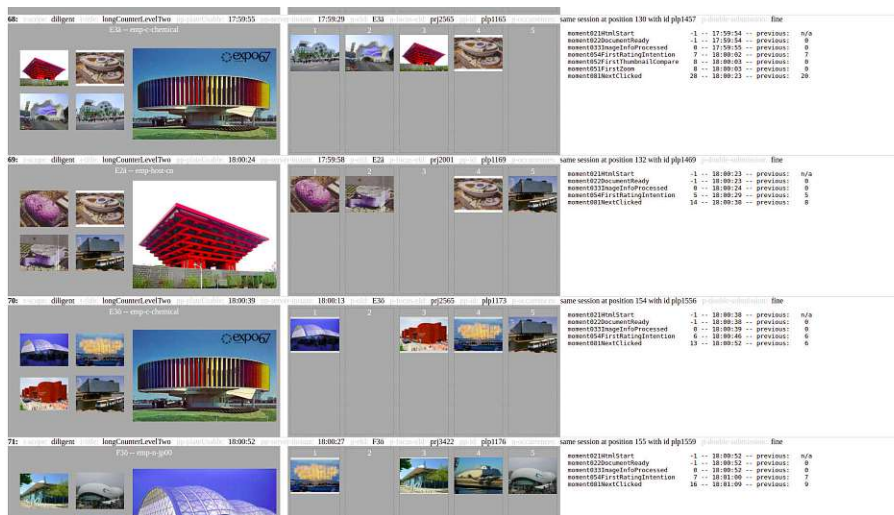 68: diligent longCounterLevelTwo 17:59:55 17:59:29 E3ä prj2565 plp1165 same session at position 130 with id plp1457 fine
E3ä -- emp-c-chemical
1 2 3 4 5
expo67
moment021HtmlStart -1 -- 17:59:54 -- previous: n/a
moment022DocumentReady -1 -- 17:59:54 -- previous: 0
moment033ImageInfoProcessed 0 -- 17:59:55 -- previous: 0
moment054FirstRatingIntention 7 -- 18:00:02 -- previous: 7
moment052FirstThumbnailCompare 8 -- 18:00:03 -- previous: 0
moment051FirstZoom 8 -- 18:00:03 -- previous: 0
moment081NextClicked 28 -- 18:00:23 -- previous: 20
69: diligent longCounterLevelTwo 18:00:24 17:59:58 E2ä prj2001 plp1169 same session at position 132 with id plp1469 fine
E2ä -- emp-host-cn
1 2 3 4 5
moment021HtmlStart -1 -- 18:00:23 -- previous: n/a
moment022DocumentReady -1 -- 18:00:23 -- previous: 0
moment033ImageInfoProcessed 0 -- 18:00:24 -- previous: 0
moment054FirstRatingIntention 5 -- 18:00:29 -- previous: 5
moment081NextClicked 14 -- 18:00:38 -- previous: 8
70: diligent longCounterLevelTwo 18:00:39 18:00:13 E3ö prj2565 plp1173 same session at position 154 with id plp1556 fine
E3ö -- emp-c-chemical
1 2 3 4 5
expo67
moment021HtmlStart -1 -- 18:00:38 -- previous: n/a
moment022DocumentReady -1 -- 18:00:38 -- previous: 0
moment033ImageInfoProcessed 0 -- 18:00:39 -- previous: 0
moment054FirstRatingIntention 6 -- 18:00:46 -- previous: 6
moment081NextClicked 13 -- 18:00:52 -- previous: 6
71: diligent longCounterLevelTwo 18:00:52 18:00:27 F3ö prj3422 plp1176 same session at position 155 with id plp1559 fine
F3ö -- emp-n-jp00
1 2 3 4 5
moment021HtmlStart -1 -- 18:00:52 -- previous: n/a
moment022DocumentReady -1 -- 18:00:52 -- previous: 0
moment033ImageInfoProcessed 0 -- 18:00:52 -- previous: 0
moment054FirstRatingIntention 7 -- 18:01:00 -- previous: 7
moment081NextClicked 16 -- 18:01:09 -- previous: 9